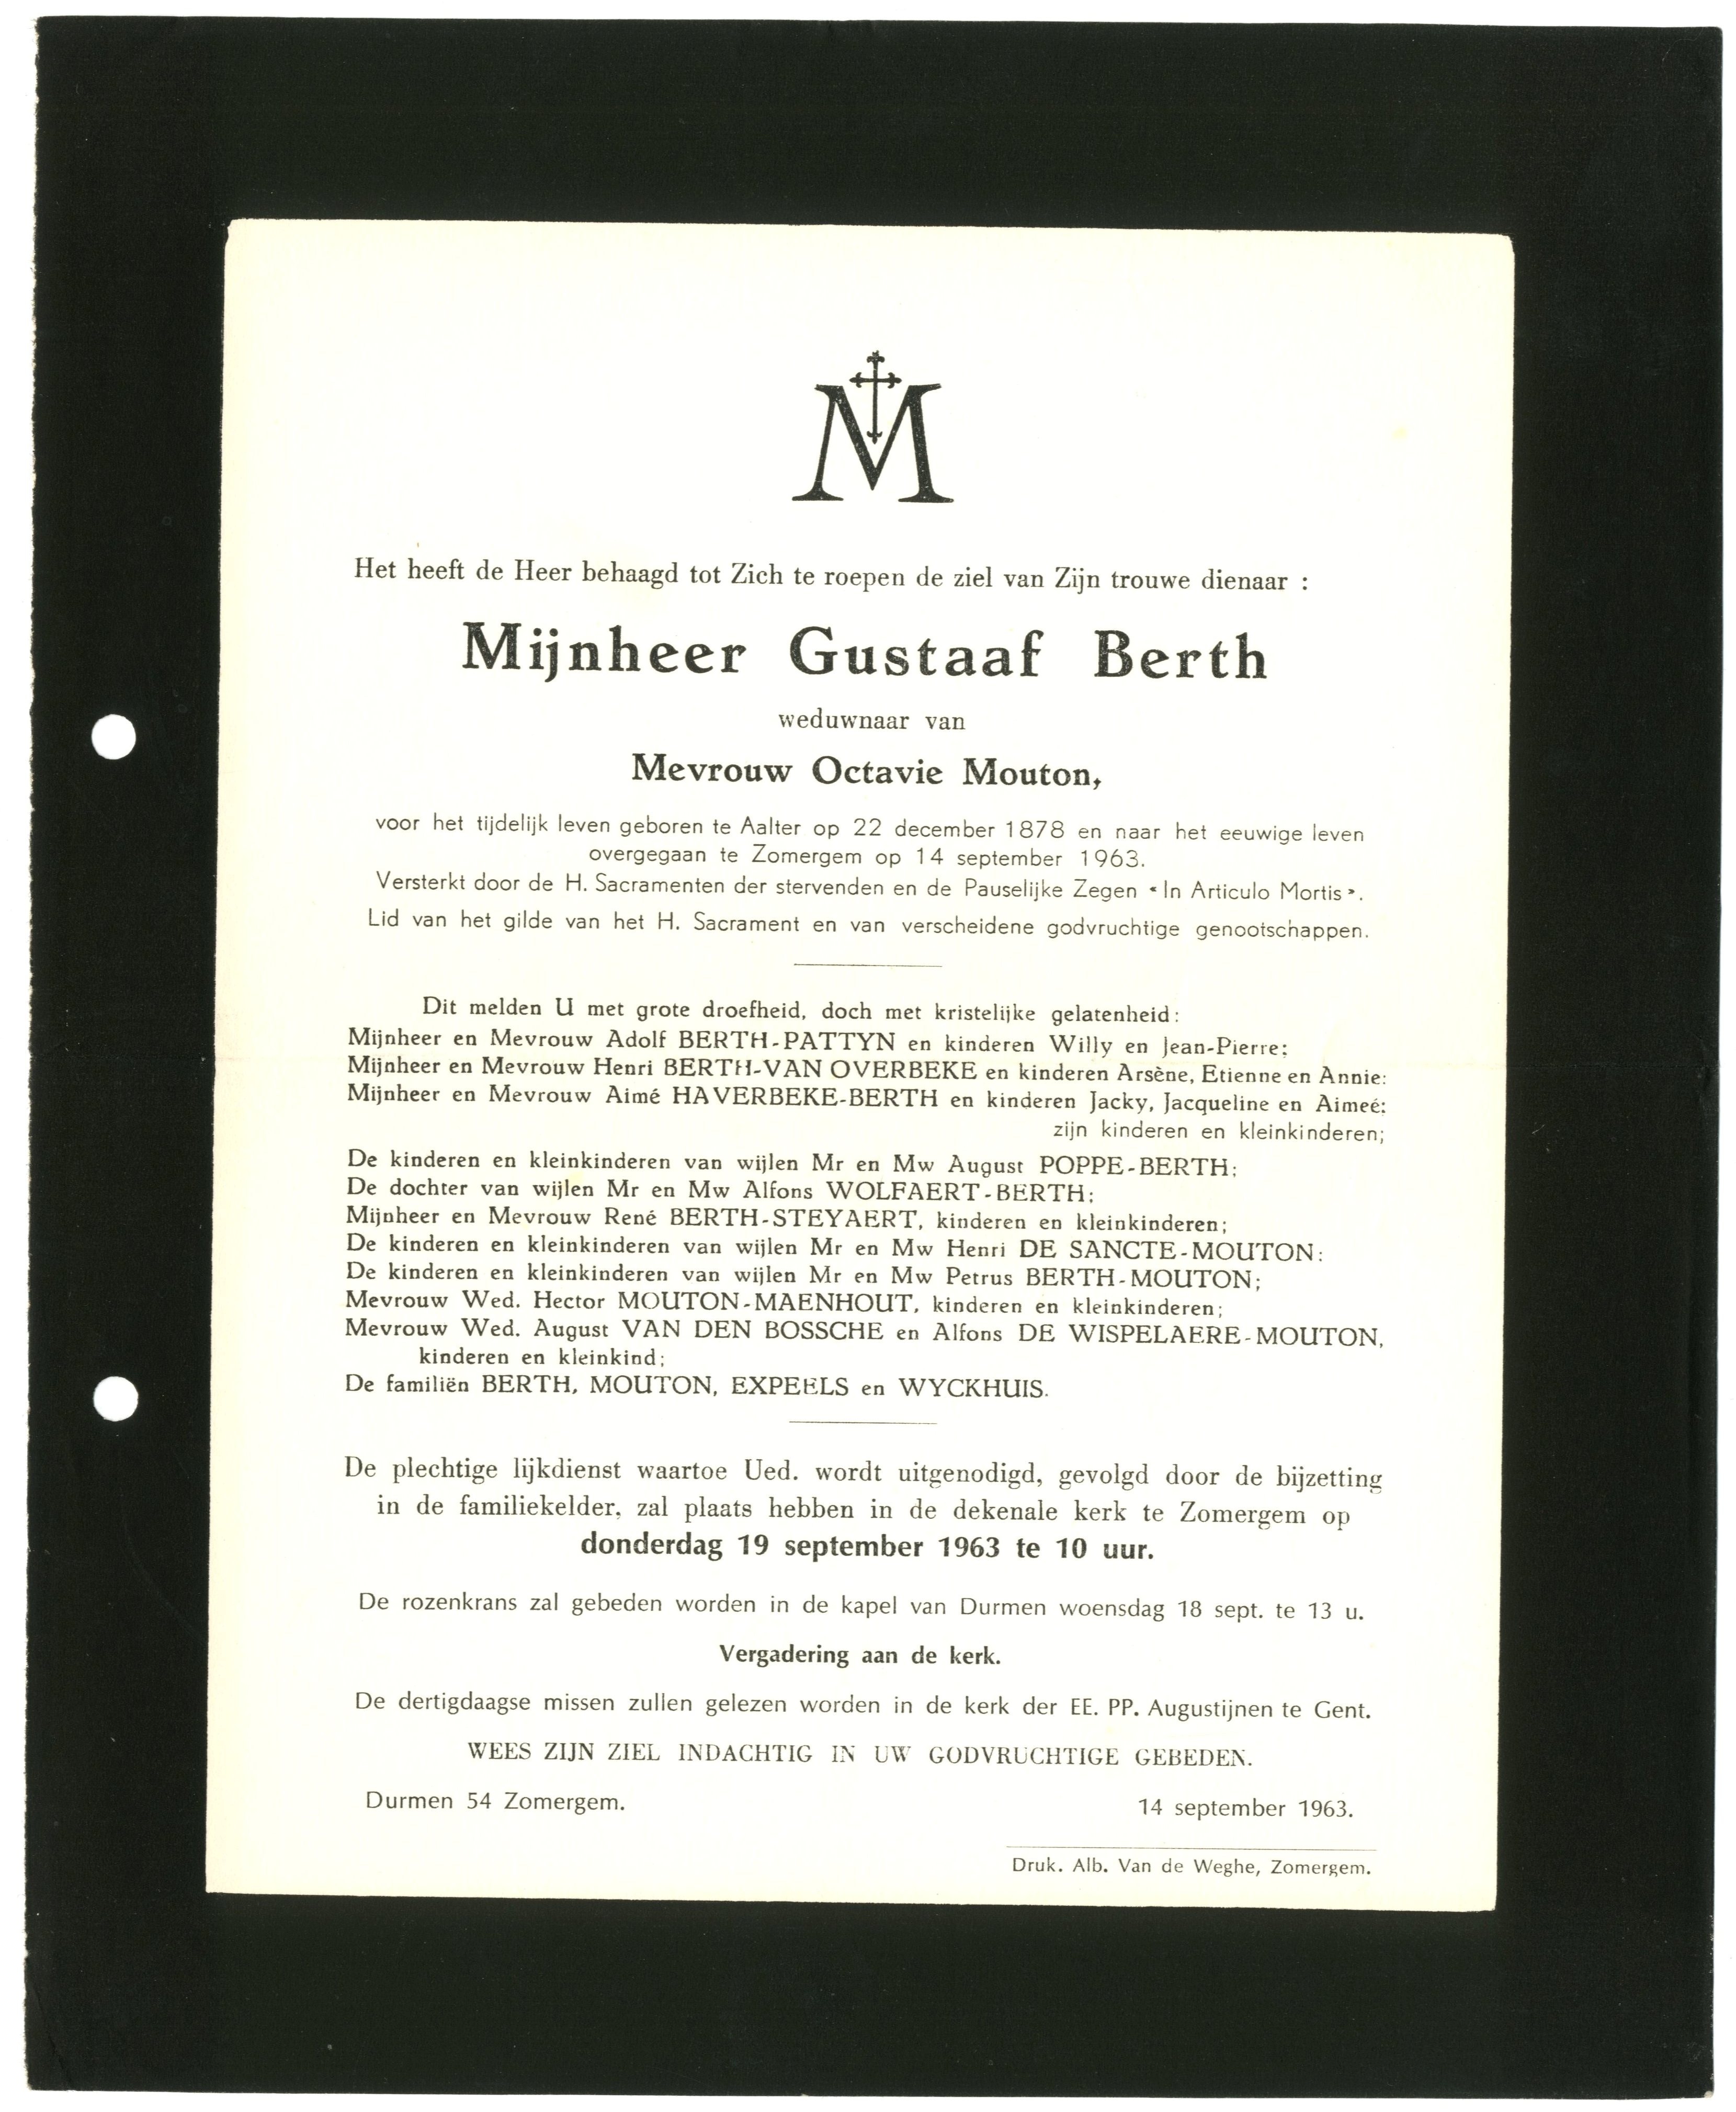 M
Het heeft de Heer behaagd tot Zich te roepen de ziel van Zijn trouwe dienaar :
Mijnheer Gustaaf Berth
weduwnaar van
Mevrouw Octavie Mouton,
voor het tijdelijk leven geboren te Aalter op 22 december 1878 en naar het eeuwige leven
overgegaan te Zomergem op 14 september 1963.
Versterkt door de H. Sacramenten der stervenden en de Pauselijke Zegen « In Articulo Mortis ».
Lid van het gilde van het H. Sacrament en van verscheidene godvruchtige genootschappen.
Dit melden U met grote droefheid, doch met kristelijke gelatenheid :
Mijnheer en Mevrouw Adolf BERTH-PATTYN en kinderen Willy en Jean-Pierre;
Mijnheer en Mevrouw Henri BERTH-VAN OVERBEKE en kinderen Arsène, Etienne en Annie;
Mijnheer en Mevrouw Aimé HAVERBEKE-BERTH en kinderen Jacky, Jacqueline en Aimeé;
zijn kinderen en kleinkinderen;
De kinderen en kleinkinderen van wijlen Mr en Mw August POPPE-BERTH;
De dochter van wijlen Mr en Mw Alfons WOLFAERT-BERTH;
Mijnheer en Mevrouw René BERTH-STEYAERT, kinderen en kleinkinderen;
De kinderen en kleinkinderen van wijlen Mr en Mw Henri DE SANCTE-MOUTON;
De kinderen en kleinkinderen van wijlen Mr en Mw Petrus BERTH-MOUTON;
Mevrouw Wed. Hector MOUTON-MAENHOUT, kinderen en kleinkinderen;
Mevrouw Wed. August VAN DEN BOSSCHE en Alfons DE WISPELAERE-MOUTON,
kinderen en kleinkind;
De familiën BERTH, MOUTON, EXPEELS en WYCKHUIS.
De plechtige lijkdienst waartoe Ued. wordt uitgenodigd, gevolgd door de bijzetting
in de familiekelder, zal plaats hebben in de dekenale kerk te Zomergem op
donderdag 19 september 1963 te 10 uur.
De rozenkrans zal gebeden worden in de kapel van Durmen woensdag 18 sept. te 13 u.
Vergadering aan de kerk.
De dertigdaagse missen zullen gelezen worden in de kerk der EE. PP. Augustijnen te Gent.
WEES ZIJN ZIEL INDACHTIG IN UW GODVRUCHTIGE GEBEDEN.
Durmen 54 Zomergem.
14 september 1963.
Druk. Alb. Van de Weghe, Zomergem.